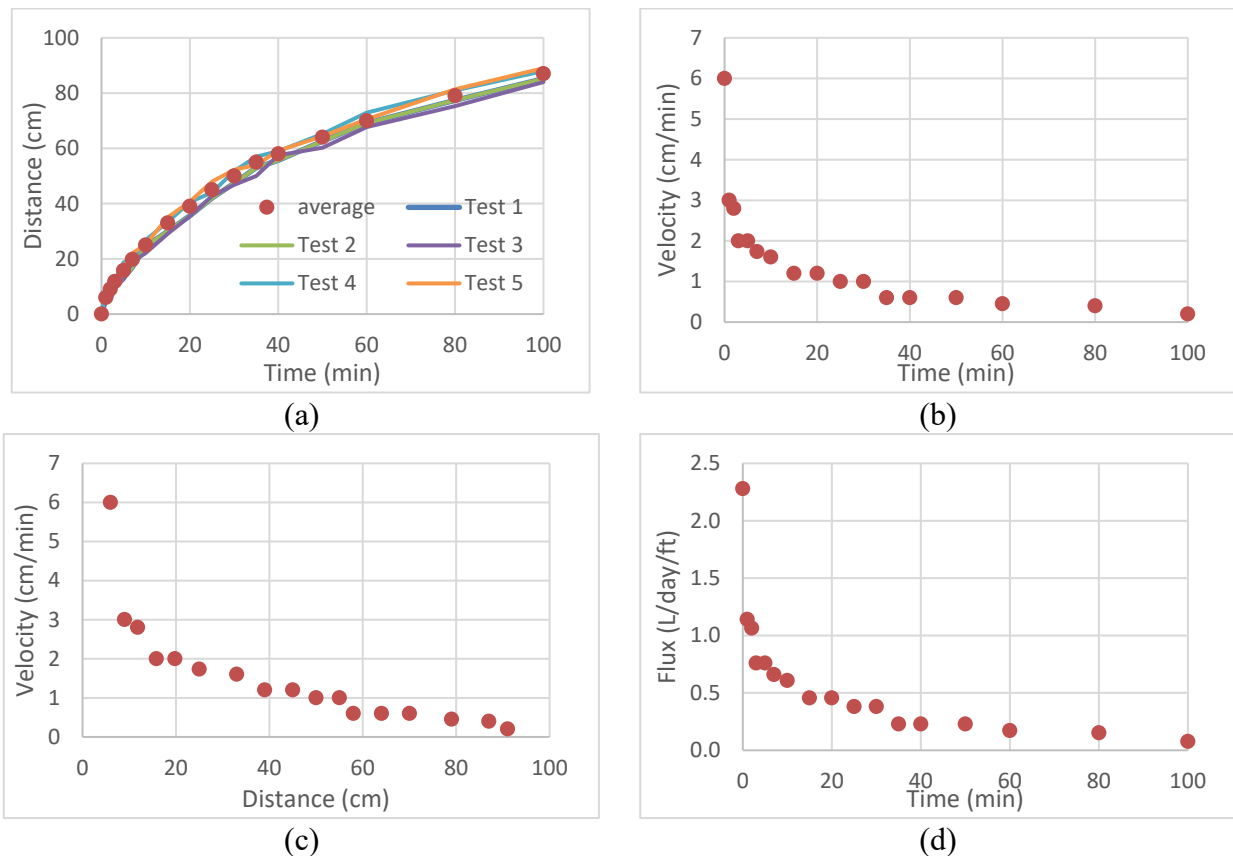 100
80
60
40
20
0
Distance (cm)
average
Test 1
Test 2
Test 3
Test 4
Test 5
0 20 40 60 80 100
Time (min)
(a)
7
6
5
4
3
2
1
0
Velocity (cm/min)
0 20 40 60 80 100
Time (min)
(b)
7
6
5
4
3
2
1
0
Velocity (cm/min)
0 20 40 60 80 100
Distance (cm)
(c)
2.5
2.0
1.5
1.0
0.5
0.0
Flux (L/day/ft)
0 20 40 60 80 100
Time (min)
(d)